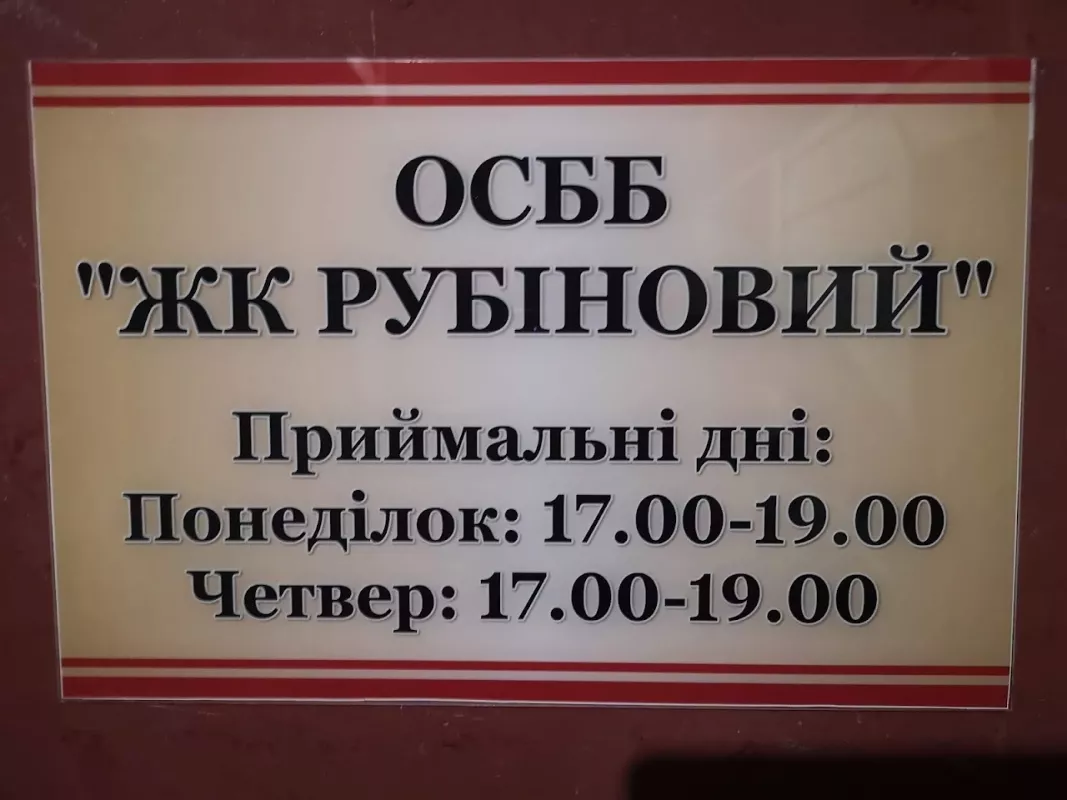 ОСББ
"ЖК РУБІНОВИЙ"
Приймальні дні:
Понеділок: 17.00-19.00
Четвер: 17.00-19.00